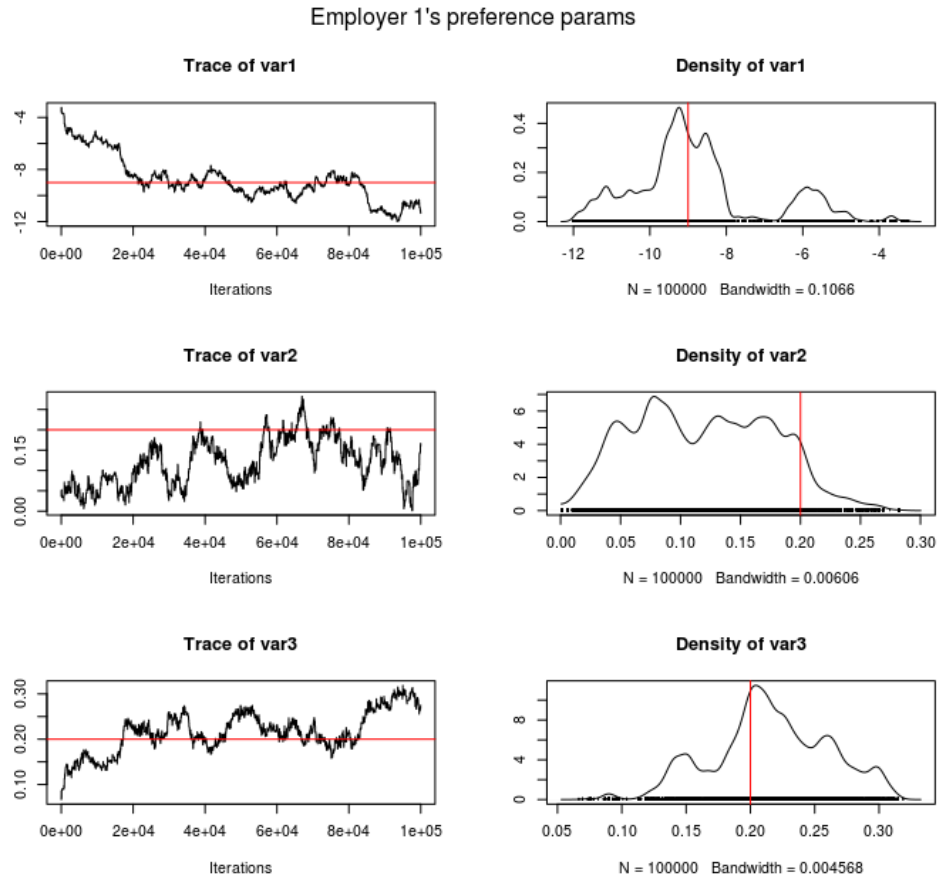 Employer 1's preference params
Trace of var1
Density of var1
-4
-8
-12
0e+00 2e+04 4e+04 6e+04 8e+04 1e+05
Iterations
0.4
0.2
0.0
-12 -10 -8 -6 -4
N = 100000 Bandwidth = 0.1066
Trace of var2
Density of var2
0.15
0.00
0e+00 2e+04 4e+04 6e+04 8e+04 1e+05
Iterations
6
4
2
0
0.00 0.05 0.10 0.15 0.20 0.25 0.30
N = 100000 Bandwidth = 0.00606
Trace of var3
Density of var3
0.30
0.20
0.10
0e+00 2e+04 4e+04 6e+04 8e+04 1e+05
Iterations
8
4
0
0.05 0.10 0.15 0.20 0.25 0.30
N = 100000 Bandwidth = 0.004568